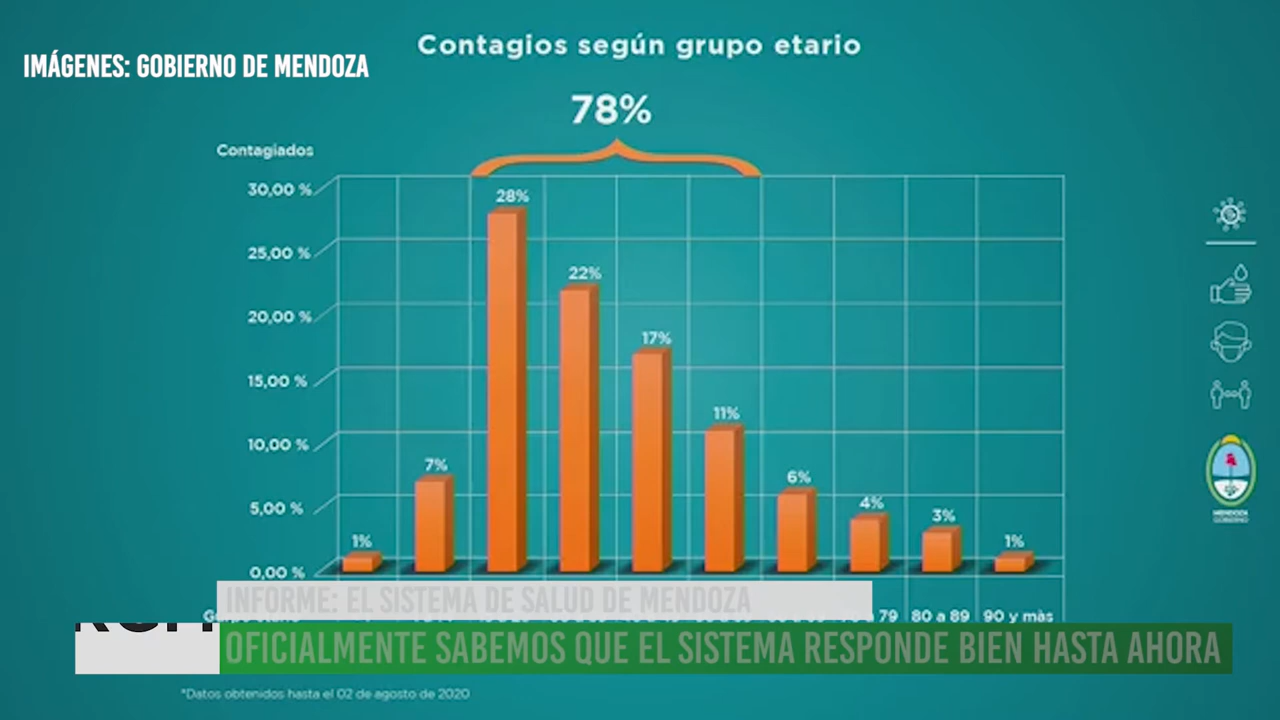 IMÁGENES: GOBIERNO DE MENDOZA
Contagios según grupo etario
78%
Contagiados
30,00 %
25,00 %
20,00 %
15,00 %
10,00 %
5,00 %
0,00 %
1%
7%
28%
22%
17%
11%
6%
4%
3%
1%
79
80 a 89
90 y màs
INFORME: EL SISTEMA DE SALUD DE MENDOZA
OFICIALMENTE SABEMOS QUE EL SISTEMA RESPONDE BIEN HASTA AHORA
*Datos obtenidos hasta el 02 de agosto de 2020
MENDOZA
GOBIERNO